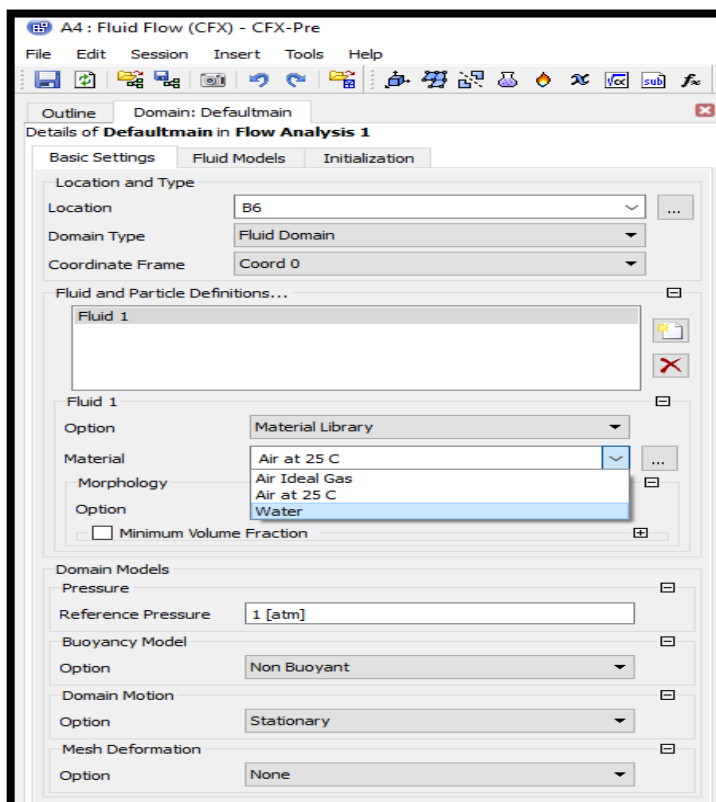 A4 : Fluid Flow (CFX) - CFX-Pre
File Edit Session Insert Tools Help
Outline Domain: Defaultmain
Details of Defaultmain in Flow Analysis 1
Basic Settings Fluid Models Initialization
Location and Type
Location B6 ...
Domain Type Fluid Domain
Coordinate Frame Coord 0
Fluid and Particle Definitions...
Fluid 1
Fluid 1
Option Material Library
Material Air at 25 C ...
Air Ideal Gas
Morphology
Air at 25 C
Option Water
Minimum Volume Fraction
Domain Models
Pressure
Reference Pressure 1 [atm]
Buoyancy Model
Option Non Buoyant
Domain Motion
Option Stationary
Mesh Deformation
Option None